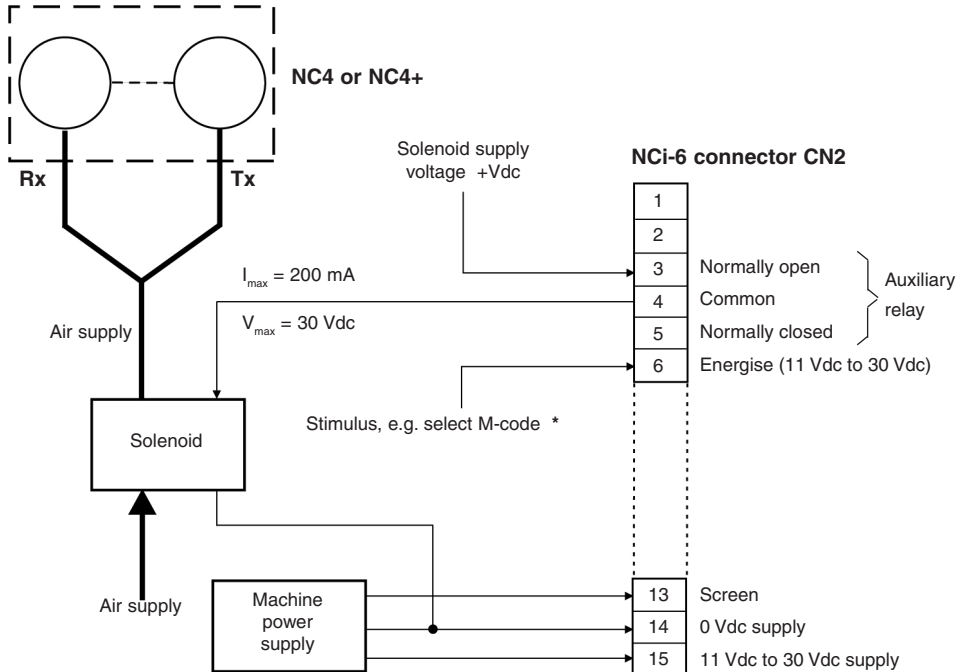 NC4 or NC4+
Rx
Tx
Solenoid supply
voltage +Vdc
NCi-6 connector CN2
1
2
3 Normally open
4 Common
5 Normally closed
6 Energise (11 Vdc to 30 Vdc)
Auxiliary
relay
Imax = 200 mA
Vmax = 30 Vdc
Air supply
Stimulus, e.g. select M-code *
Solenoid
Air supply
Machine
power
supply
13 Screen
14 0 Vdc supply
15 11 Vdc to 30 Vdc supply